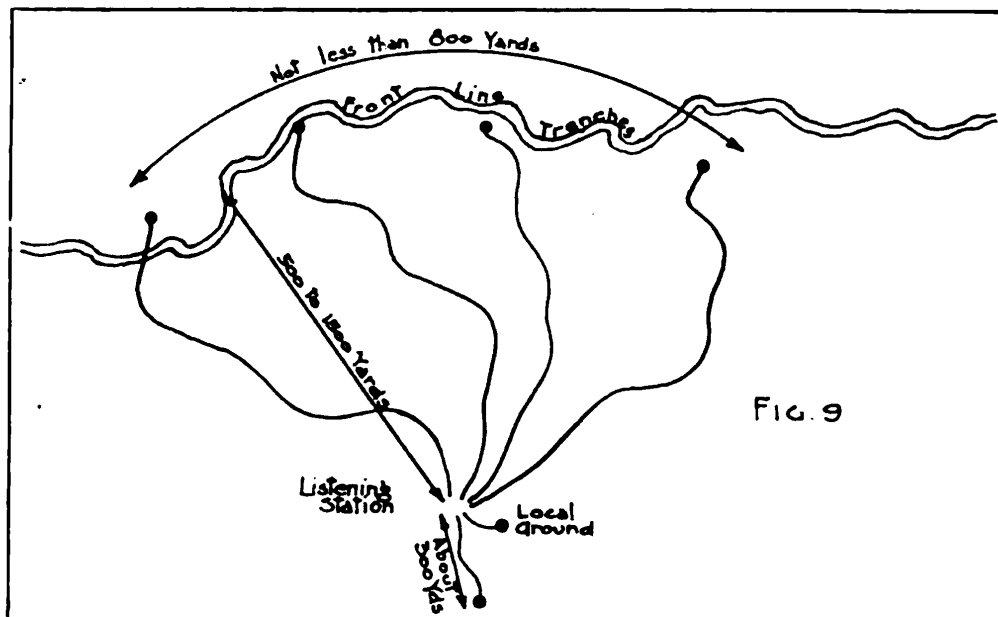 Not less than 800 Yards
Front Line Trenches
500 to 1500 Yards
FIG. 9
Listening
Station
Local
Ground
About
300 Yds